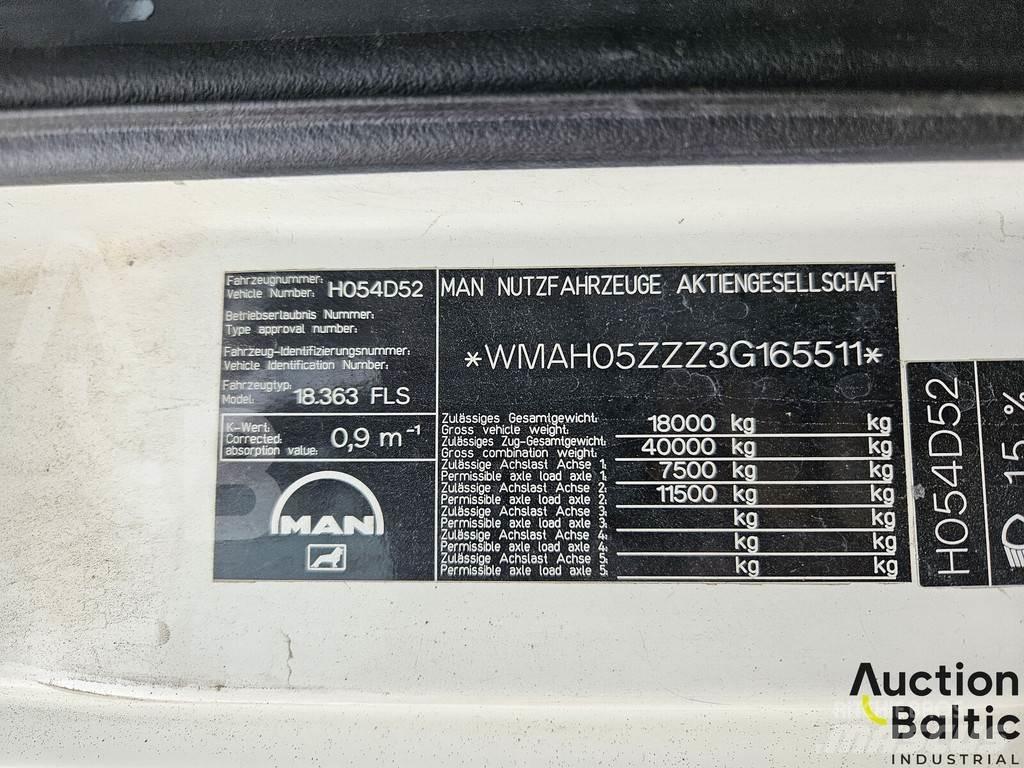 Fahrzeugnummer:
Vehicle Number: H054D52
Betriebserlaubnis Nummer:
Type approval number:
Fahrzeug-Identifizierungsnummer:
Vehicle Identification Number:
Fahrzeugtyp:
Model: 18.363 FLS
K-Wert:
Corrected
absorption value: 0,9 m⁻¹
MAN
MAN NUTZFAHRZEUGE AKTIENGESELLSCHAFT
*WMAH05ZZZ3G165511*
Zulässiges Gesamtgewicht:
Gross vehicle weight: 18000 kg kg
Zulässiges Zug-Gesamtgewicht:
Gross combination weight: 40000 kg kg
Zulässige Achslast Achse 1:
Permissible axle load axle 1: 7500 kg kg
Zulässige Achslast Achse 2:
Permissible axle load axle 2: 11500 kg kg
Zulässige Achslast Achse 3:
Permissible axle load axle 3: kg kg
Zulässige Achslast Achse 4:
Permissible axle load axle 4: kg kg
Zulässige Achslast Achse 5:
Permissible axle load axle 5: kg kg
H054D52
15 %
Auction
Baltic
INDUSTRIAL